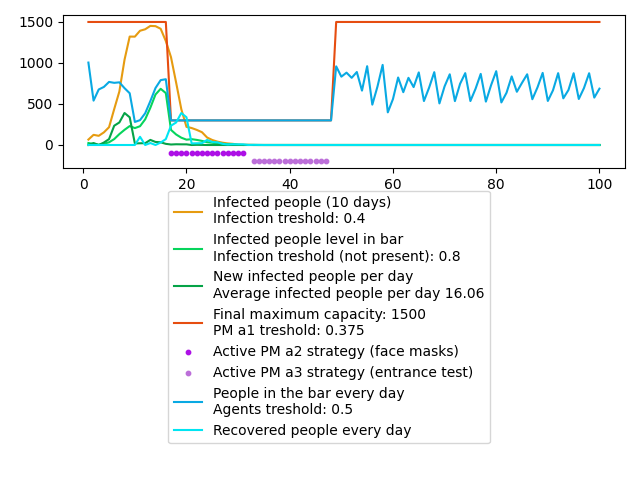 1500
1000
500
0
0
20
40
60
80
100
Infected people (10 days)
Infection treshold: 0.4
Infected people level in bar
Infection treshold (not present): 0.8
New infected people per day
Average infected people per day 16.06
Final maximum capacity: 1500
PM a1 treshold: 0.375
Active PM a2 strategy (face masks)
Active PM a3 strategy (entrance test)
People in the bar every day
Agents treshold: 0.5
Recovered people every day